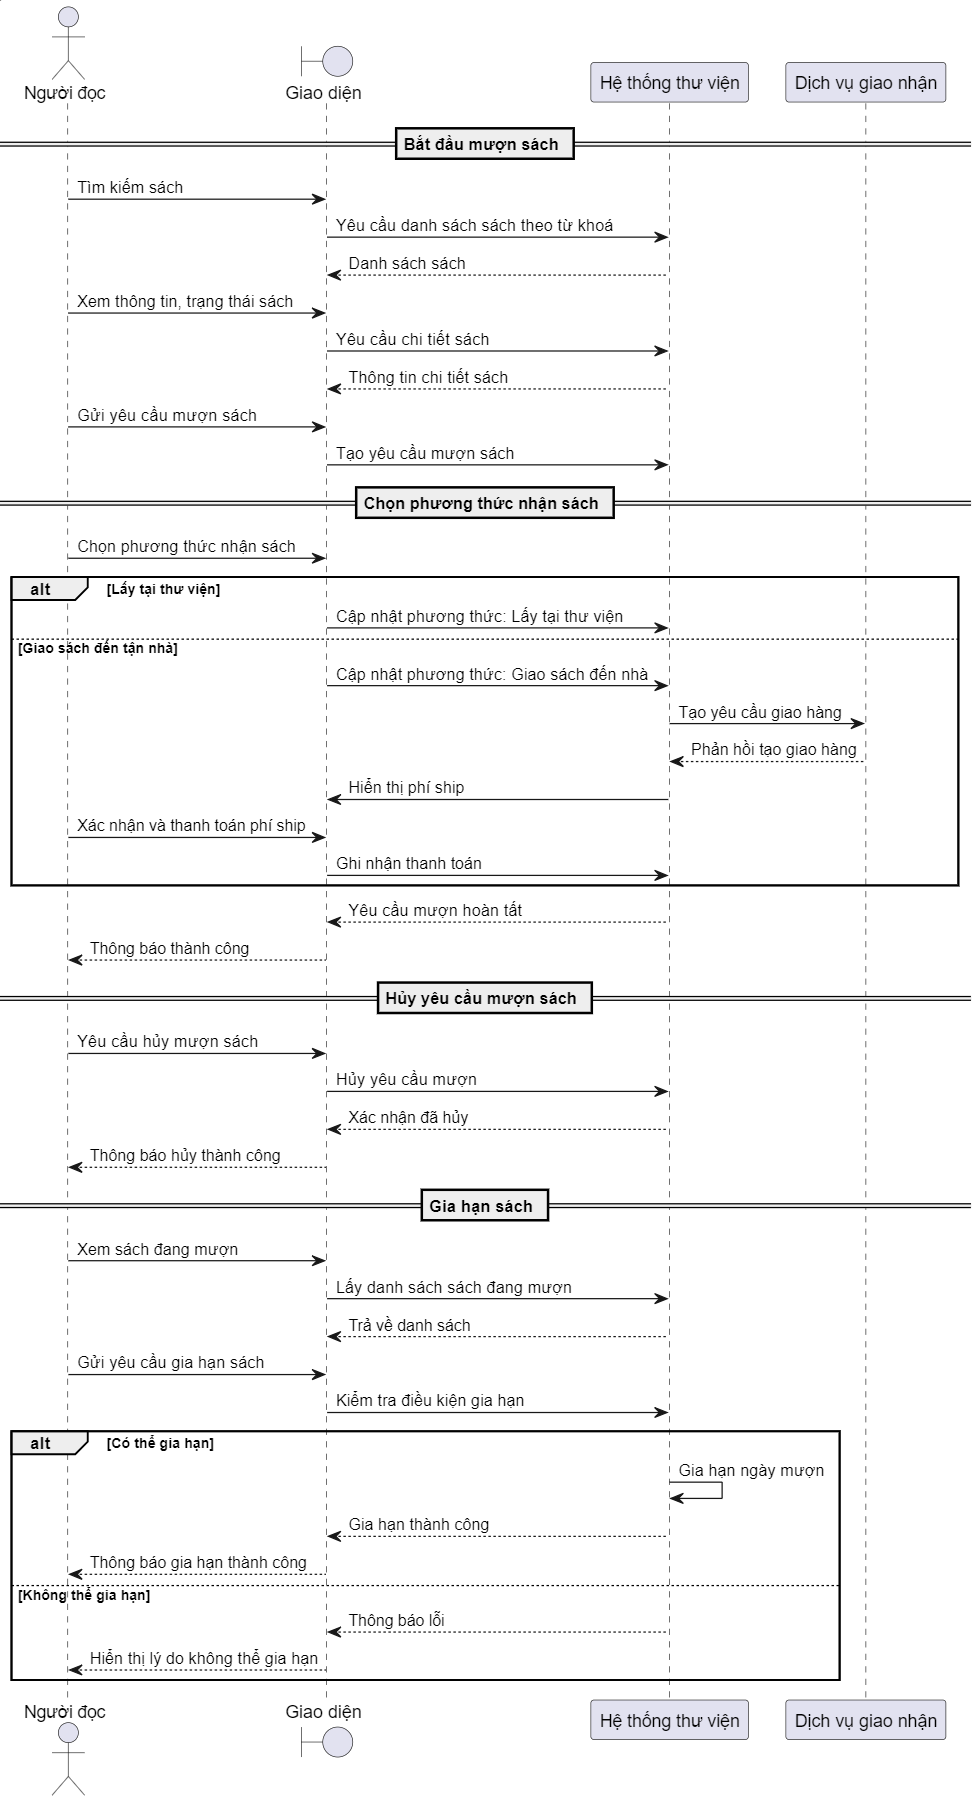 Người đọc
Giao diện
Hệ thống thư viện
Dịch vụ giao nhận
Bắt đầu mượn sách
Tìm kiếm sách
Yêu cầu danh sách sách theo từ khoá
Danh sách sách
Xem thông tin, trạng thái sách
Yêu cầu chi tiết sách
Thông tin chi tiết sách
Gửi yêu cầu mượn sách
Tạo yêu cầu mượn sách
Chọn phương thức nhận sách
Chọn phương thức nhận sách
alt
[Lấy tại thư viện]
Cập nhật phương thức: Lấy tại thư viện
[Giao sách đến tận nhà]
Cập nhật phương thức: Giao sách đến nhà
Tạo yêu cầu giao hàng
Phản hồi tạo giao hàng
Hiển thị phí ship
Xác nhận và thanh toán phí ship
Ghi nhận thanh toán
Yêu cầu mượn hoàn tất
Thông báo thành công
Hủy yêu cầu mượn sách
Yêu cầu hủy mượn sách
Hủy yêu cầu mượn
Xác nhận đã hủy
Thông báo hủy thành công
Gia hạn sách
Xem sách đang mượn
Lấy danh sách sách đang mượn
Trả về danh sách
Gửi yêu cầu gia hạn sách
Kiểm tra điều kiện gia hạn
alt
[Có thể gia hạn]
Gia hạn ngày mượn
Gia hạn thành công
Thông báo gia hạn thành công
[Không thể gia hạn]
Thông báo lỗi
Hiển thị lý do không thể gia hạn
Người đọc
Giao diện
Hệ thống thư viện
Dịch vụ giao nhận